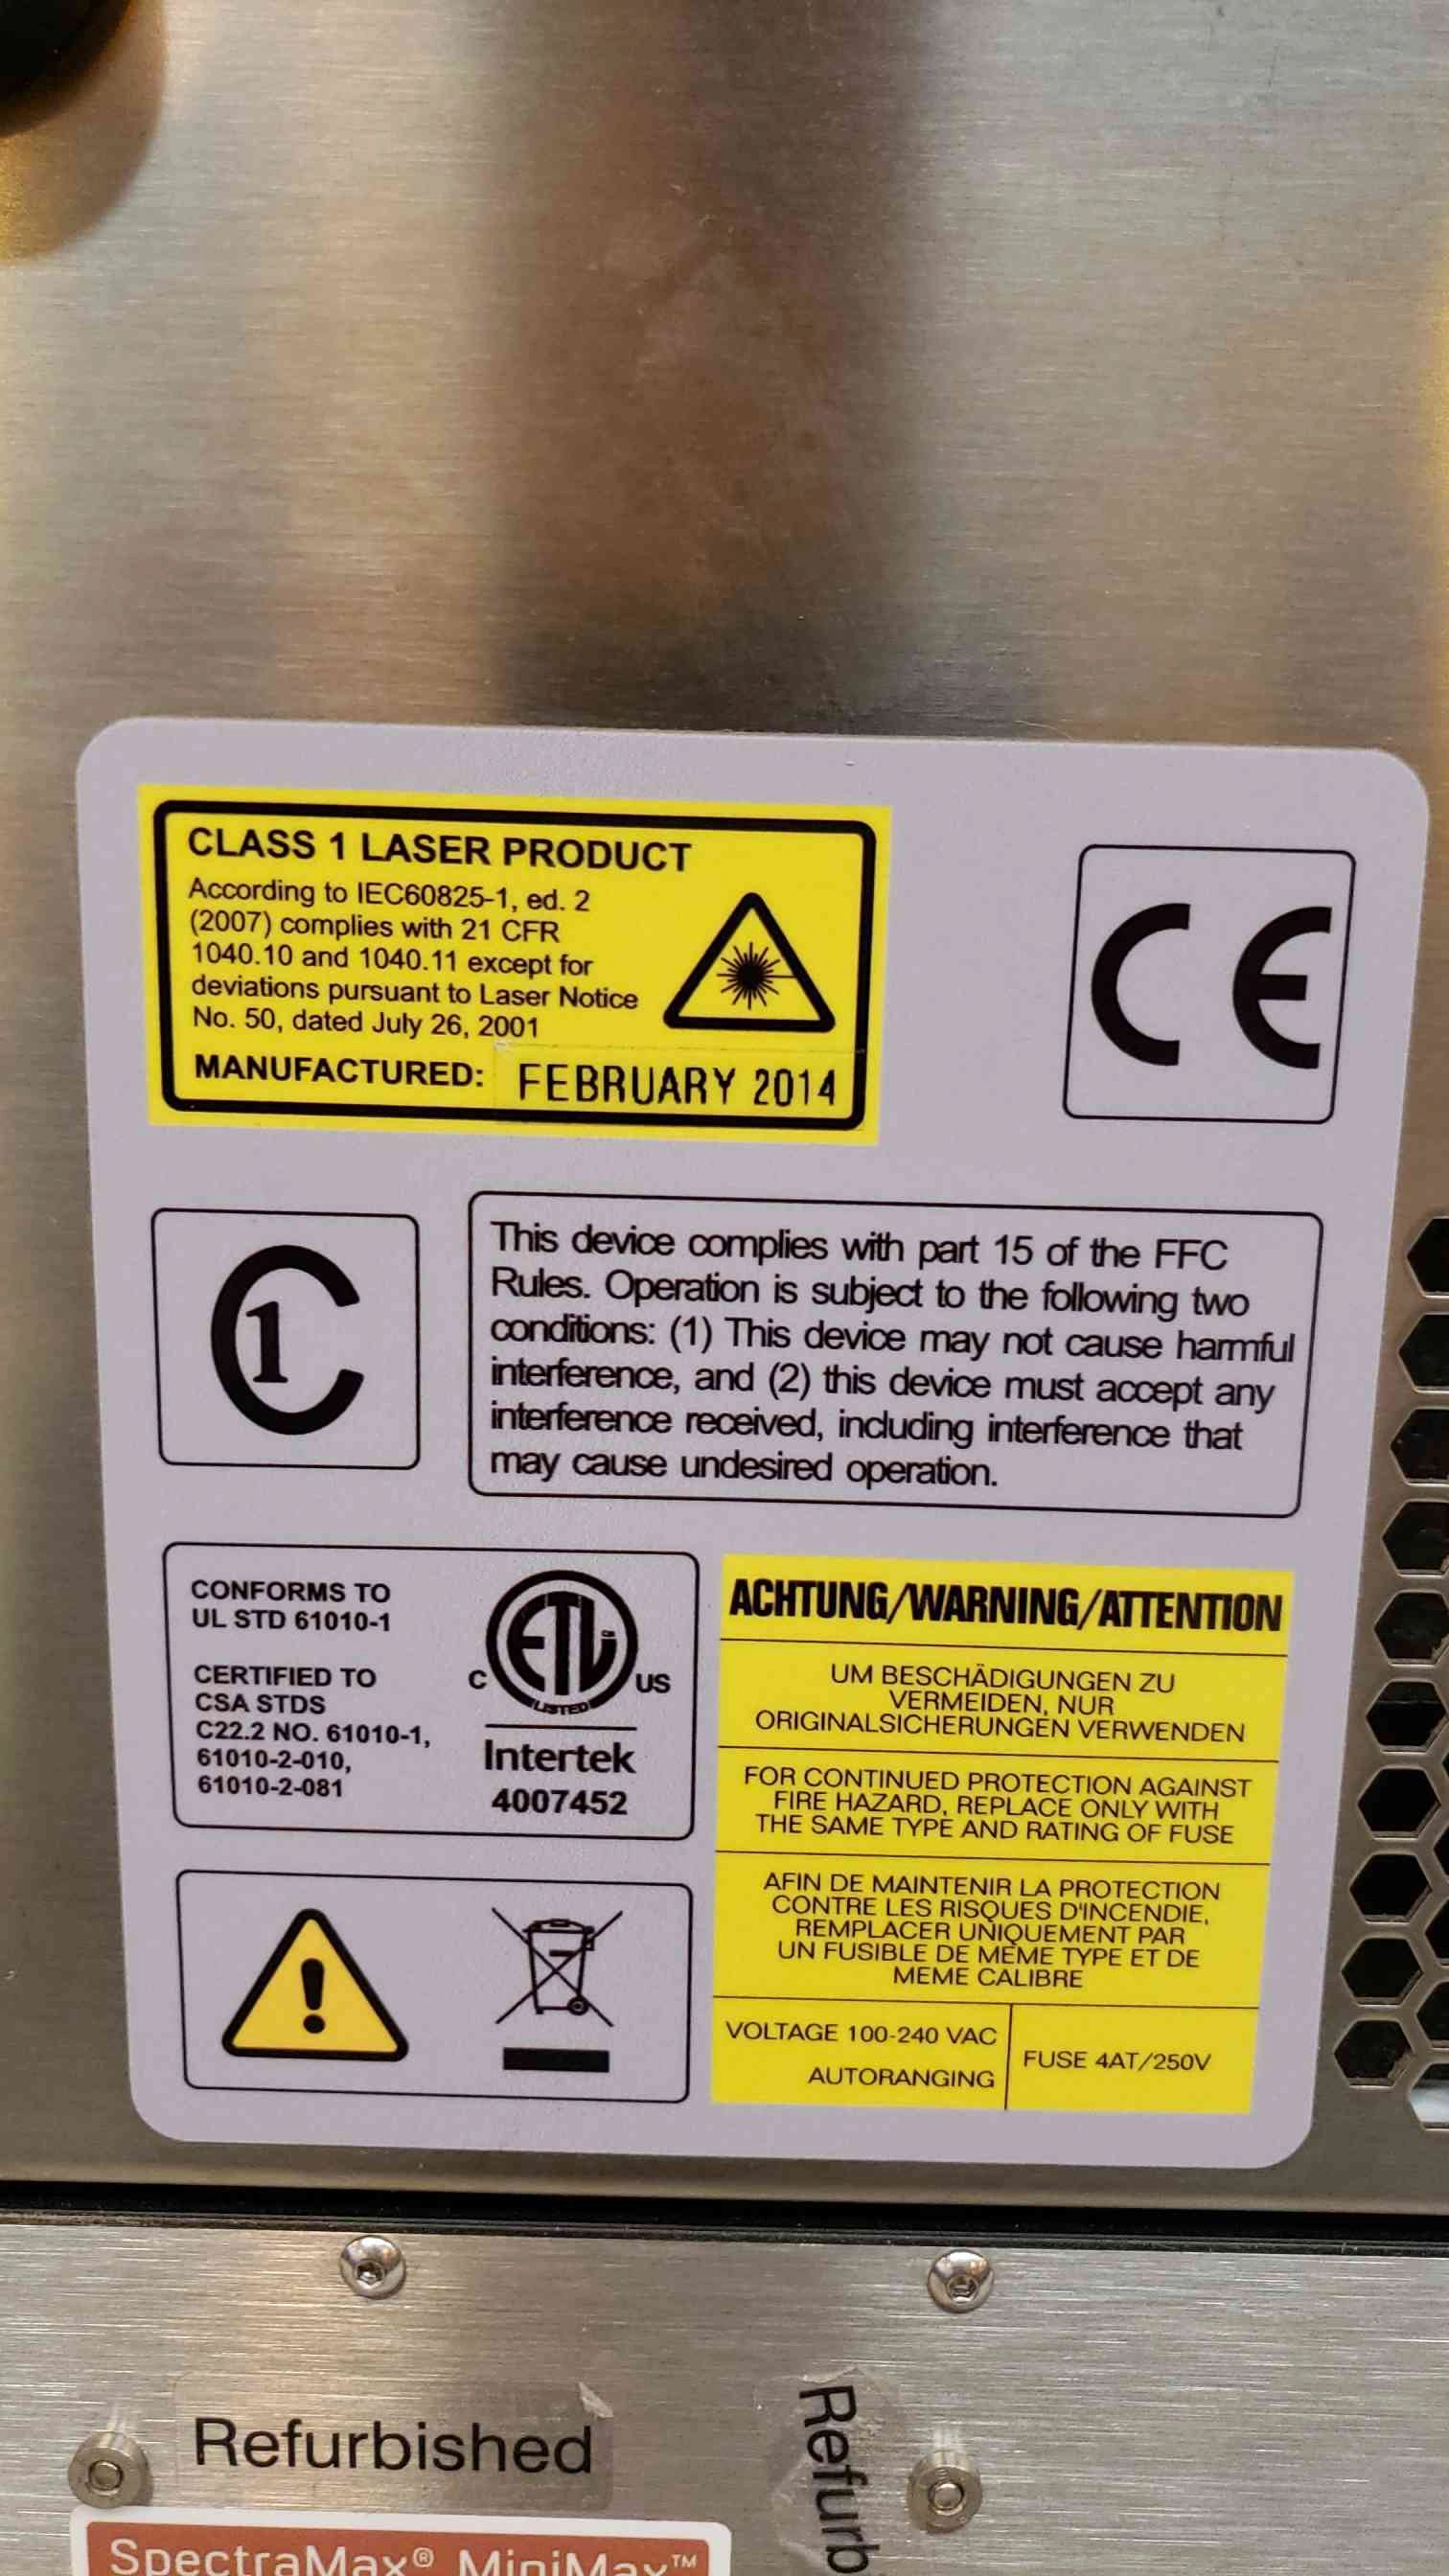 CLASS 1 LASER PRODUCT
According to IEC60825-1, ed. 2
(2007) complies with 21 CFR
1040.10 and 1040.11 except for
deviations pursuant to Laser Notice
No. 50, dated July 26, 2001
MANUFACTURED: FEBRUARY 2014
CE
C1
This device complies with part 15 of the FFC
Rules. Operation is subject to the following two
conditions: (1) This device may not cause harmful
interference, and (2) this device must accept any
interference received, including interference that
may cause undesired operation.
CONFORMS TO
UL STD 61010-1
CERTIFIED TO
CSA STDS
C22.2 NO. 61010-1,
61010-2-010,
61010-2-081
C ETL US
LISTED
Intertek
4007452
ACHTUNG/WARNING/ATTENTION
UM BESCHÄDIGUNGEN ZU
VERMEIDEN, NUR
ORIGINALSICHERUNGEN VERWENDEN
FOR CONTINUED PROTECTION AGAINST
FIRE HAZARD, REPLACE ONLY WITH
THE SAME TYPE AND RATING OF FUSE
AFIN DE MAINTENIR LA PROTECTION
CONTRE LES RISQUES D'INCENDIE,
REMPLACER UNIQUEMENT PAR
UN FUSIBLE DE MÊME TYPE ET DE
MEME CALIBRE
VOLTAGE 100-240 VAC
AUTORANGING
FUSE 4AT/250V
Refurbished
Refurb
SpectraMax® MiniMax™